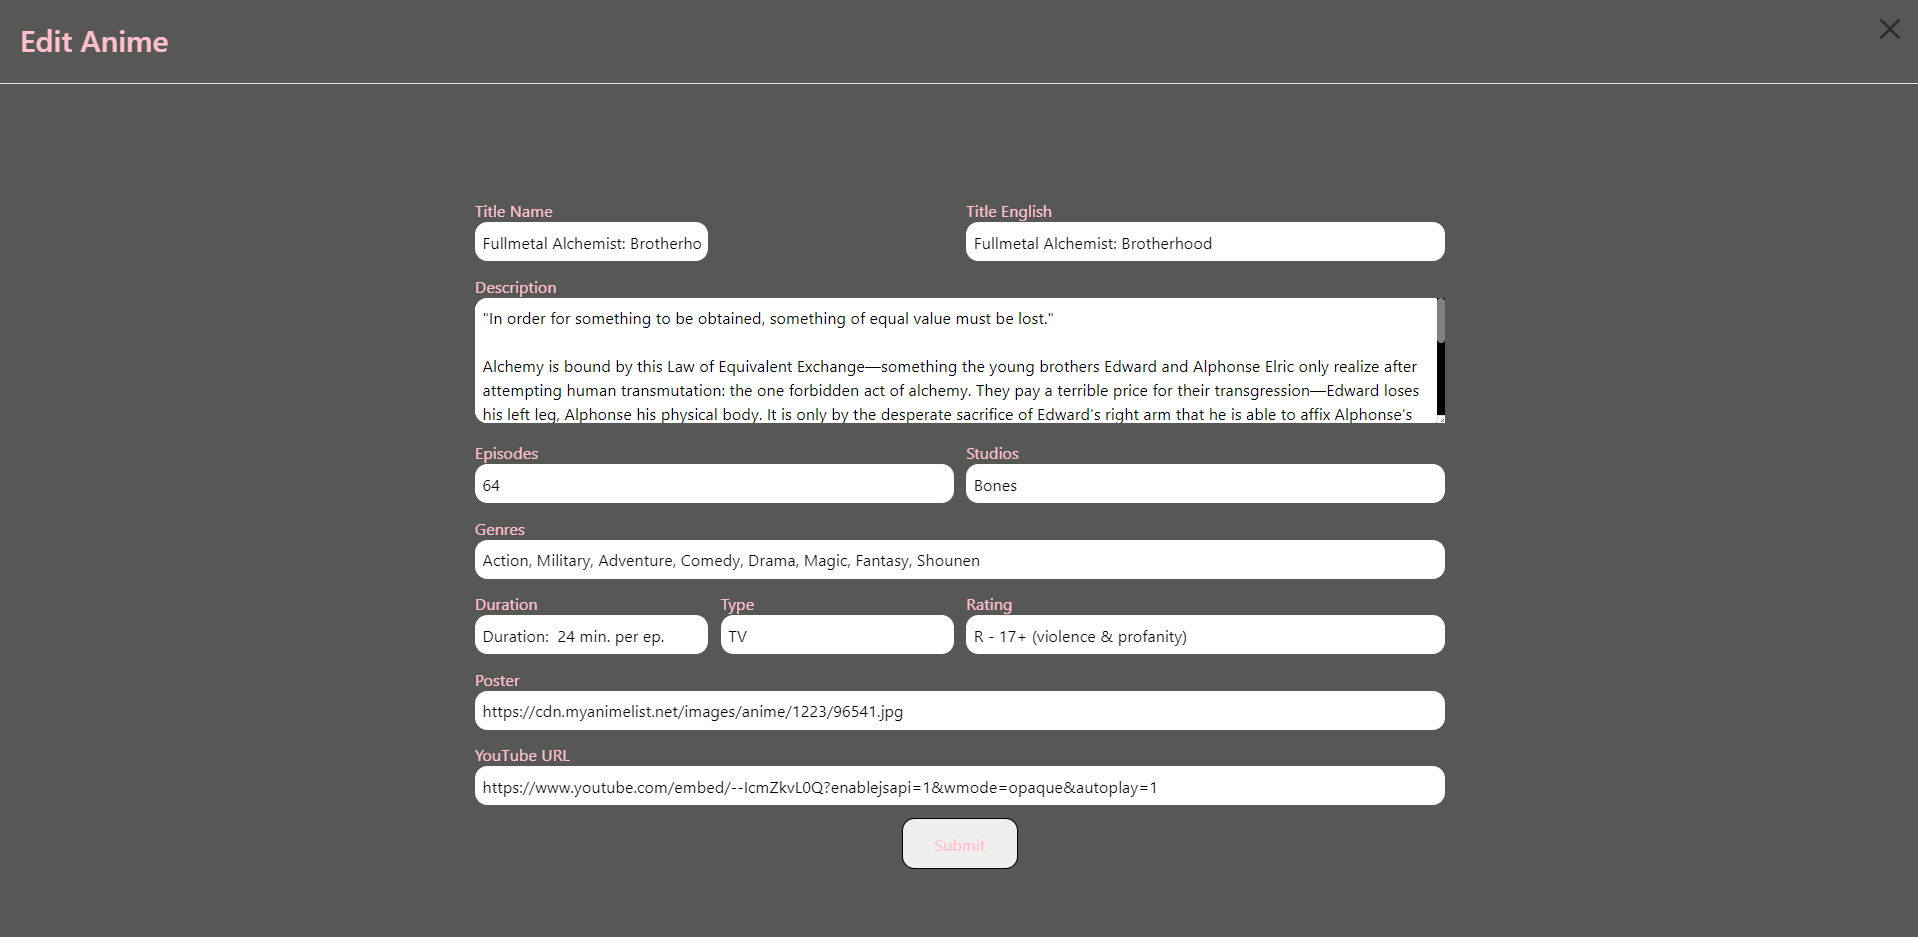 Edit Anime
Title Name
Title English
Fullmetal Alchemist: Brotherho
Fullmetal Alchemist: Brotherhood
Description
"In order for something to be obtained, something of equal value must be lost."
Alchemy is bound by this Law of Equivalent Exchange—something the young brothers Edward and Alphonse Elric only realize after
attempting human transmutation: the one forbidden act of alchemy. They pay a terrible price for their transgression—Edward loses
his left leg, Alphonse his physical body. It is only by the desperate sacrifice of Edward's right arm that he is able to affix Alphonse's
Episodes
Studios
64
Bones
Genres
Action, Military, Adventure, Comedy, Drama, Magic, Fantasy, Shounen
Duration
Type
Rating
Duration:  24 min. per ep.
TV
R - 17+ (violence & profanity)
Poster
https://cdn.myanimelist.net/images/anime/1223/96541.jpg
YouTube URL
https://www.youtube.com/embed/--IcmZkvL0Q?enablejsapi=1&wmode=opaque&autoplay=1
Submit